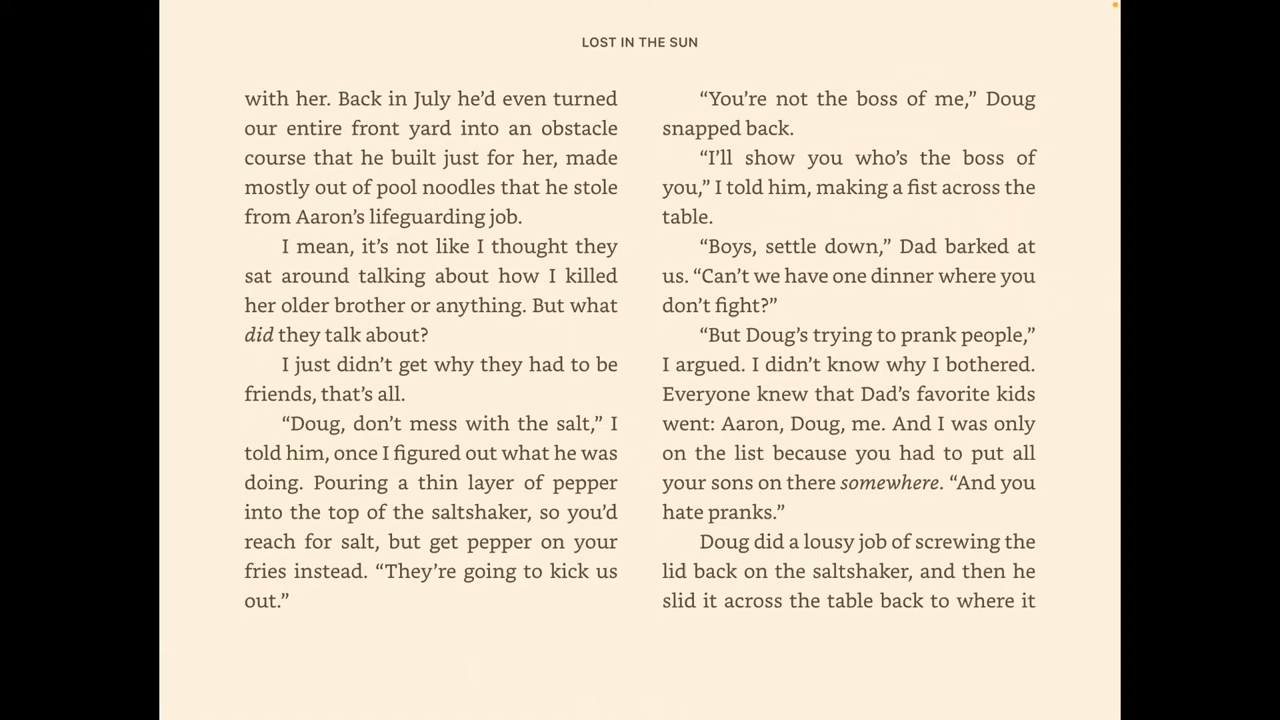 LOST IN THE SUN
with her. Back in July he’d even turned
our entire front yard into an obstacle
course that he built just for her, made
mostly out of pool noodles that he stole
from Aaron’s lifeguarding job.
I mean, it’s not like I thought they
sat around talking about how I killed
her older brother or anything. But what
did they talk about?
I just didn’t get why they had to be
friends, that’s all.
“Doug, don’t mess with the salt,” I
told him, once I figured out what he was
doing. Pouring a thin layer of pepper
into the top of the saltshaker, so you’d
reach for salt, but get pepper on your
fries instead. “They’re going to kick us
out.”
“You’re not the boss of me,” Doug
snapped back.
“I’ll show you who’s the boss of
you,” I told him, making a fist across the
table.
“Boys, settle down,” Dad barked at
us. “Can’t we have one dinner where you
don’t fight?”
“But Doug’s trying to prank people,”
I argued. I didn’t know why I bothered.
Everyone knew that Dad’s favorite kids
went: Aaron, Doug, me. And I was only
on the list because you had to put all
your sons on there somewhere. “And you
hate pranks.”
Doug did a lousy job of screwing the
lid back on the saltshaker, and then he
slid it across the table back to where it